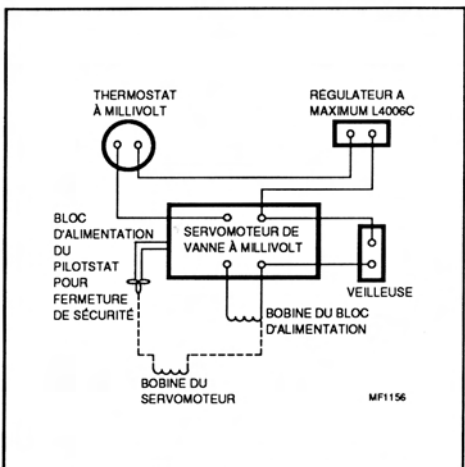 THERMOSTAT
À MILLIVOLT
RÉGULATEUR A
MAXIMUM L4006C
BLOC
D'ALIMENTATION
DU
PILOTSTAT
POUR
FERMETURE
DE SÉCURITÉ
SERVOMOTEUR DE
VANNE À MILLIVOLT
VEILLEUSE
BOBINE DU BLOC
D'ALIMENTATION
BOBINE DU
SERVOMOTEUR
MF1156